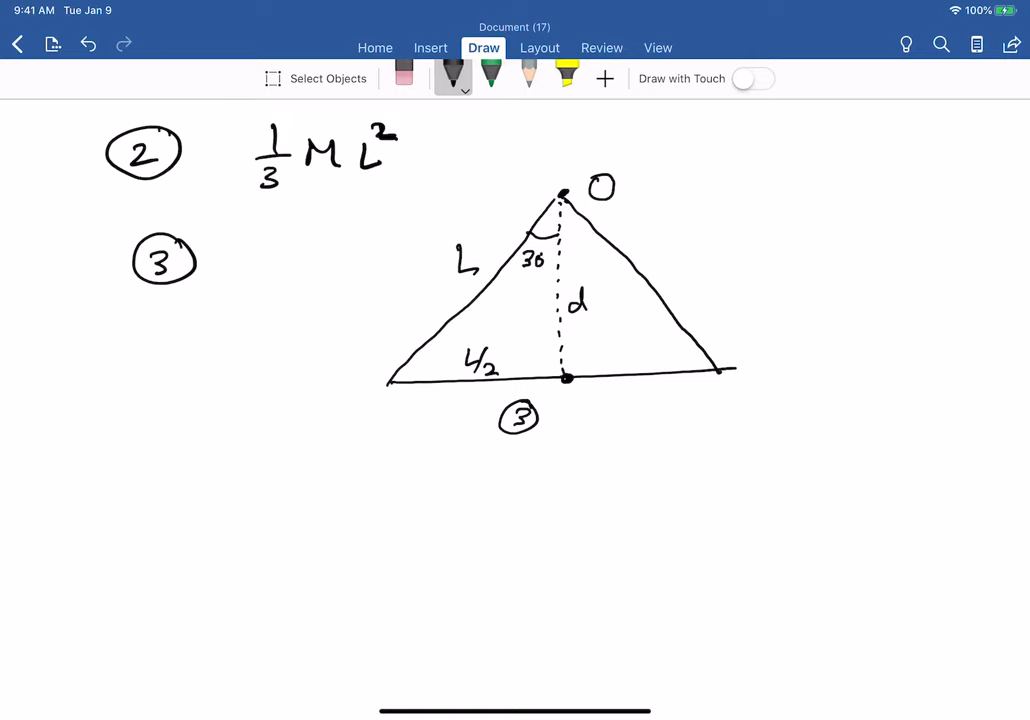 9:41 AM Tue Jan 9
100%
Document (17)
Home Insert Draw Layout Review View
Select Objects
Draw with Touch
2 1/3 M L²
O
3
L
30
d
L/2
3